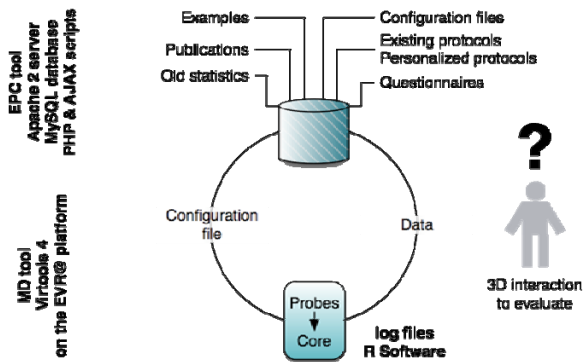 EPC tool
Apache 2 server
MySQL database
PHP & AJAX scripts
Examples
Publications
Old statistics
Configuration files
Existing protocols
Personalized protocols
Questionnaires
Configuration
file
Data
?
3D interaction
to evaluate
MD tool
Virtools 4
on the EVR@ platform
Probes
Core
log files
R Software